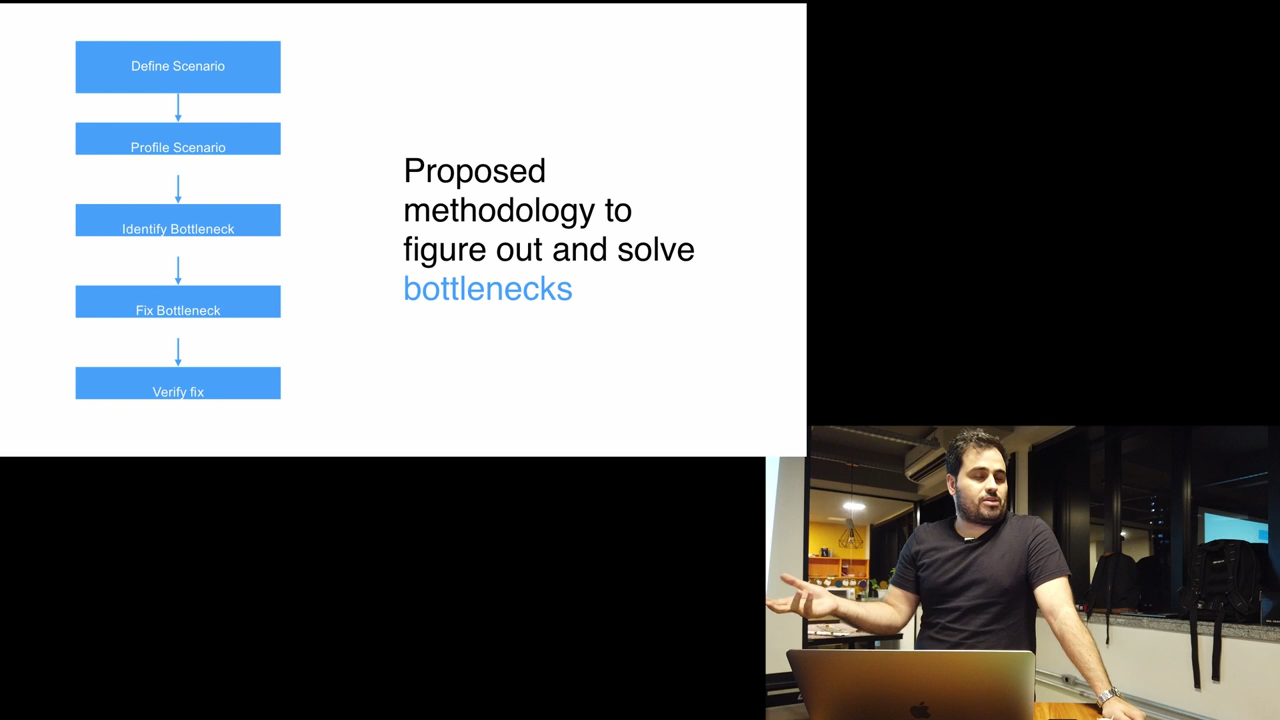 Define Scenario
Profile Scenario
Identify Bottleneck
Fix Bottleneck
Verify fix
Proposed
methodology to
figure out and solve
bottlenecks